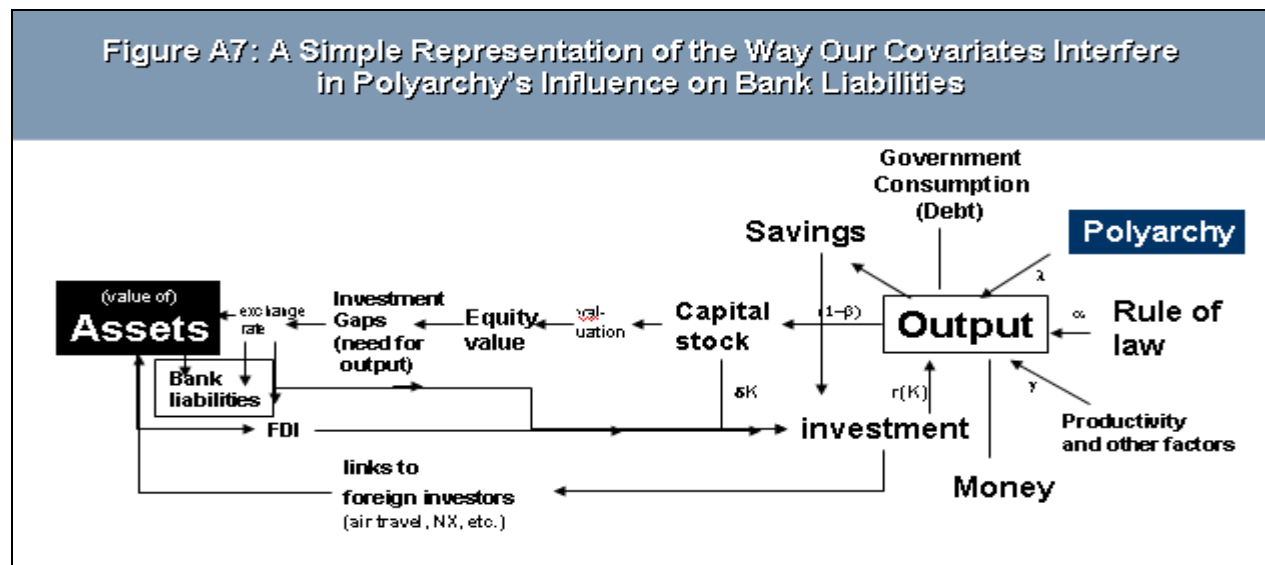 Figure A7: A Simple Representation of the Way Our Covariates Interfere
in Polyarchy's Influence on Bank Liabilities
Government
Consumption
(Debt)
Savings
Polyarchy
λ
(value of)
Assets
exchange
rate
Investment
Gaps
(need for
output)
Equity
value
val-
uation
Capital
stock
(1-β)
Output
α
Rule of
law
Bank
liabilities
δK
r(K)
γ
FDI
investment
Productivity
and other factors
links to
foreign investors
(air travel, NX, etc.)
Money